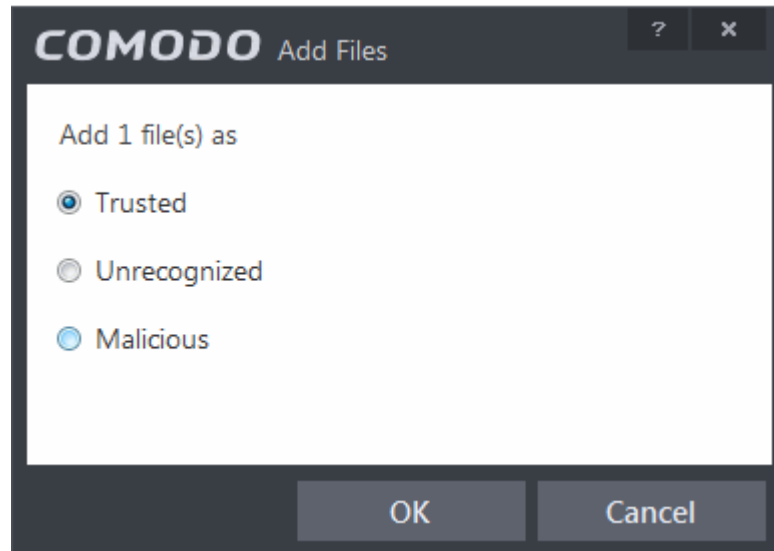 COMODO Add Files ? ×
Add 1 file(s) as
Trusted
Unrecognized
Malicious
OK Cancel